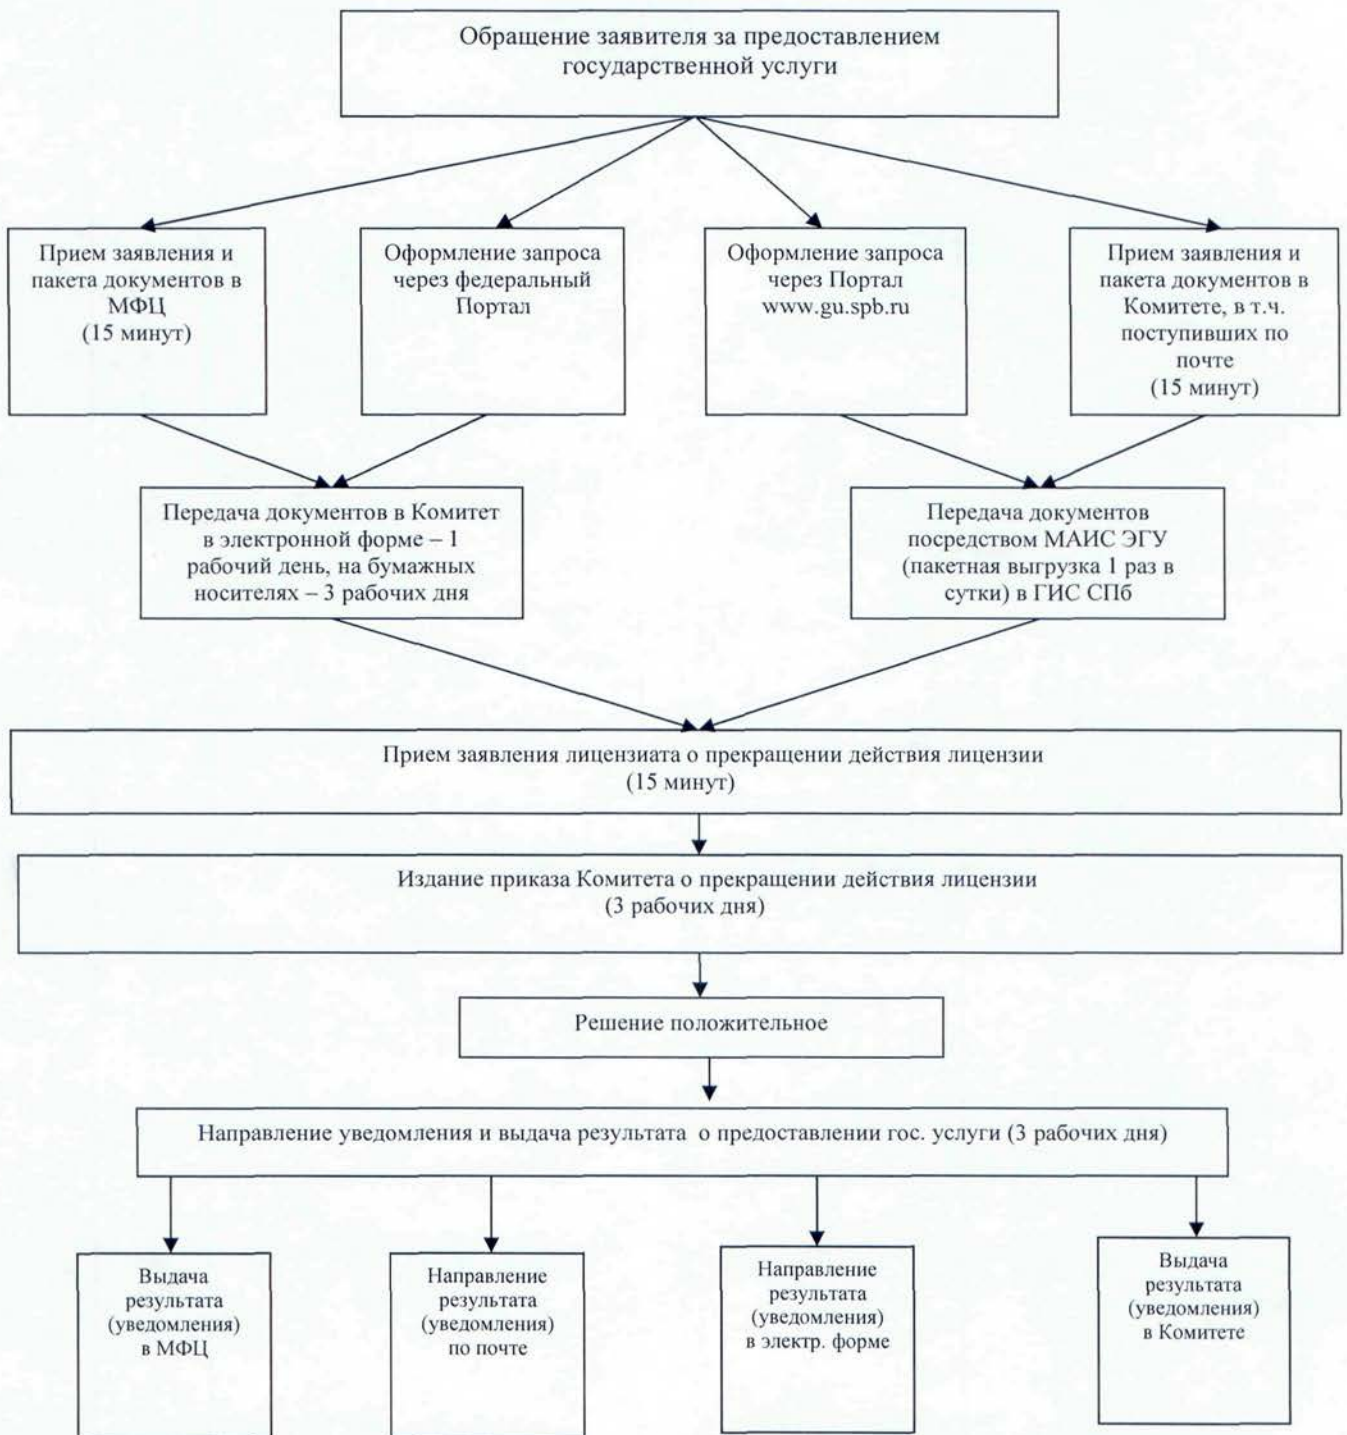 Обращение заявителя за предоставлением
государственной услуги
Прием заявления и
пакета документов в
МФЦ
(15 минут)
Оформление запроса
через федеральный
Портал
Оформление запроса
через Портал
www.gu.spb.ru
Прием заявления и
пакета документов в
Комитете, в т.ч.
поступивших по
почте
(15 минут)
Передача документов в Комитет
в электронной форме – 1
рабочий день, на бумажных
носителях – 3 рабочих дня
Передача документов
посредством МАИС ЭГУ
(пакетная выгрузка 1 раз в
сутки) в ГИС СПб
Прием заявления лицензиата о прекращении действия лицензии
(15 минут)
Издание приказа Комитета о прекращении действия лицензии
(3 рабочих дня)
Решение положительное
Направление уведомления и выдача результата о предоставлении гос. услуги (3 рабочих дня)
Выдача
результата
(уведомления)
в МФЦ
Направление
результата
(уведомления)
по почте
Направление
результата
(уведомления)
в электр. форме
Выдача
результата
(уведомления)
в Комитете